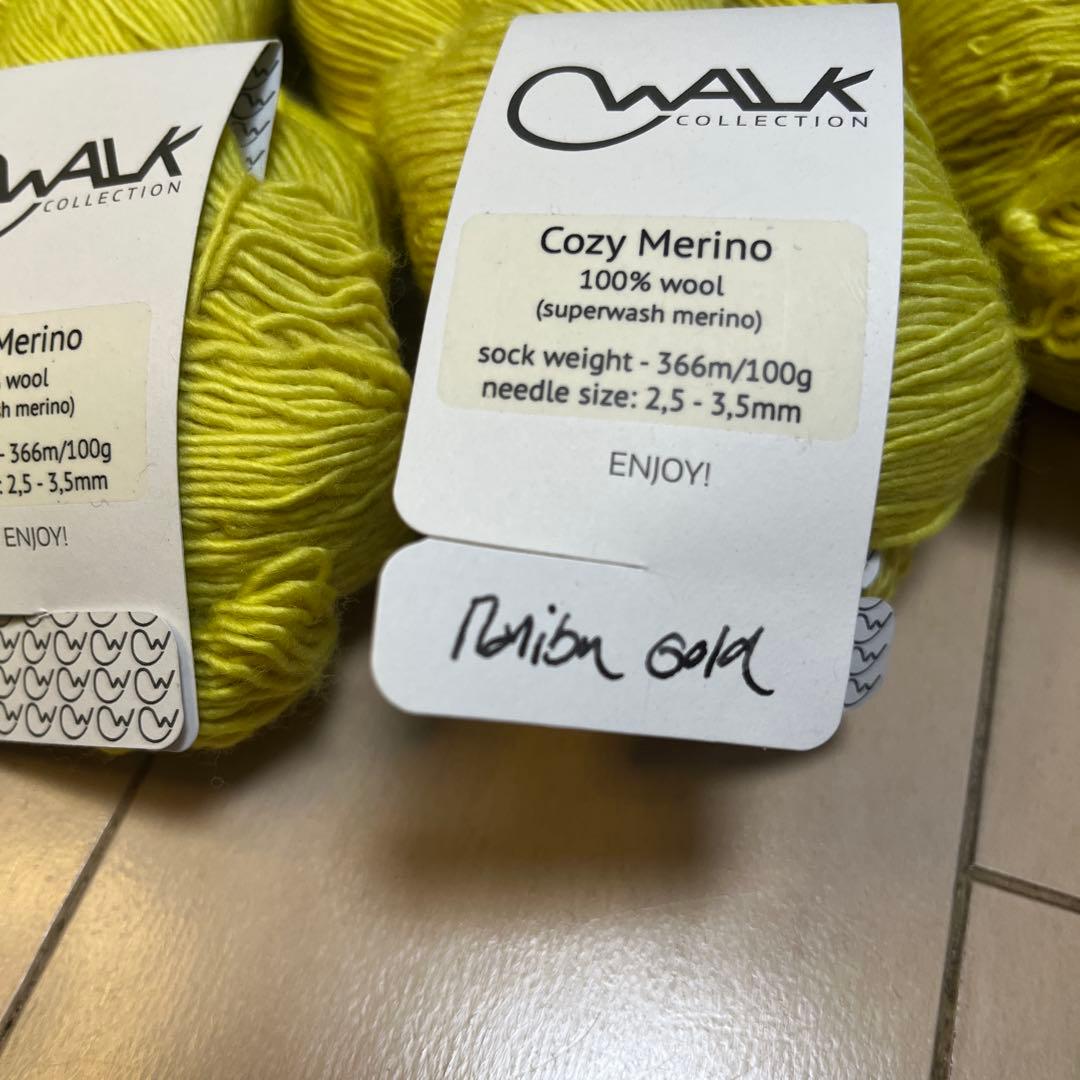 WALK
COLLECTION
Merino
wool
merino)
- 366m/100g
: 2,5 - 3,5mm
ENJOY!
WALK
COLLECTION
Cozy Merino
100% wool
(superwash merino)
sock weight - 366m/100g
needle size: 2,5 - 3,5mm
ENJOY!
Gold